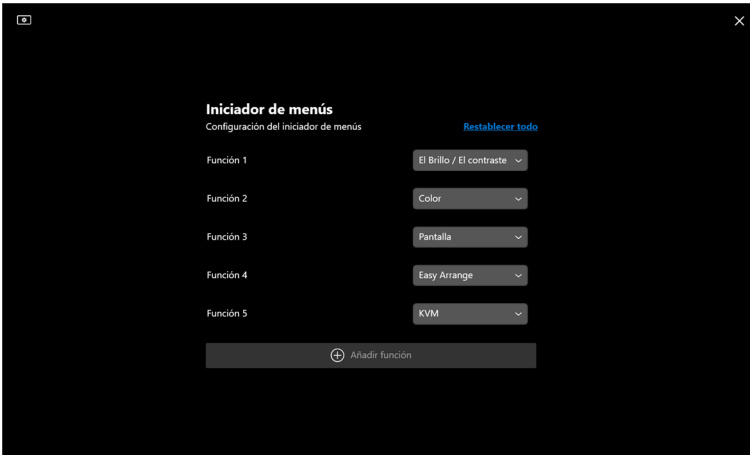 Iniciador de menús
Configuración del iniciador de menús Restablecer todo
Función 1 El Brillo / El contraste
Función 2 Color
Función 3 Pantalla
Función 4 Easy Arrange
Función 5 KVM
Añadir función